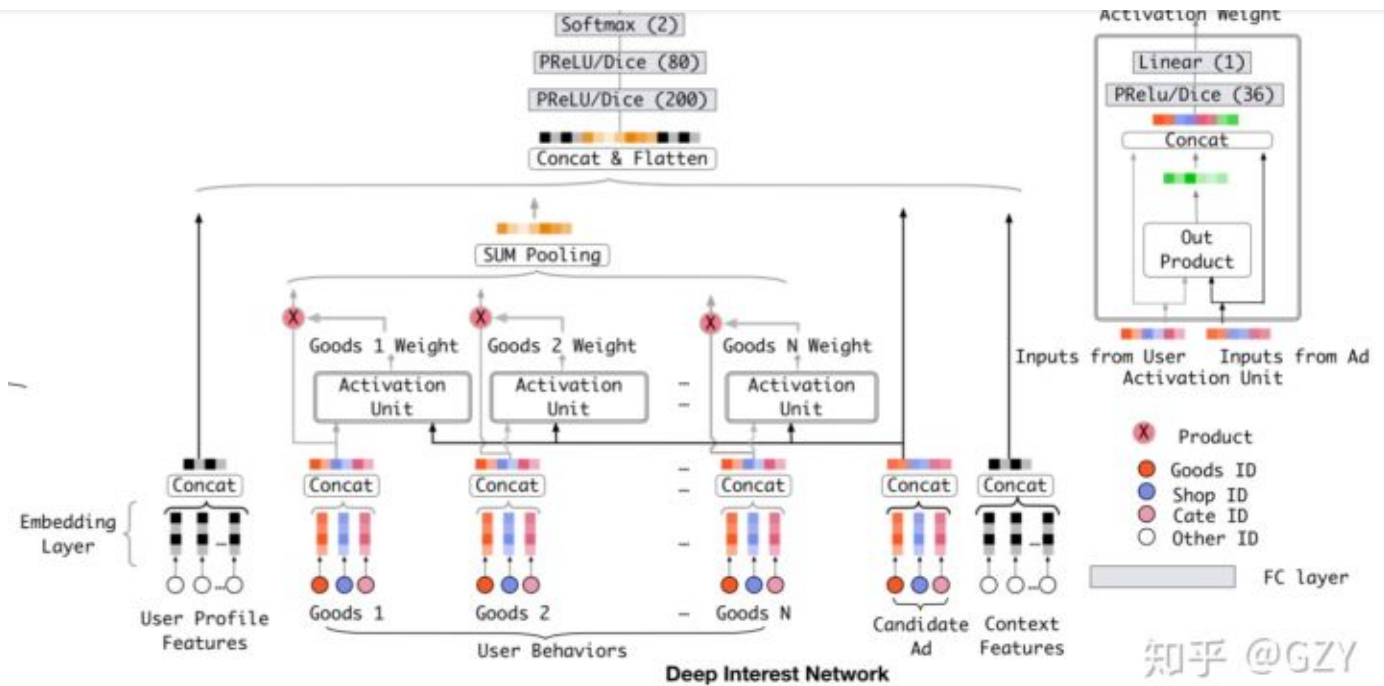 Activation Weight
Softmax (2)
PReLU/Dice (80)
PReLU/Dice (200)
Concat & Flatten
SUM Pooling
X
X
X
Goods 1 Weight
Goods 2 Weight
Goods N Weight
Activation
Unit
Activation
Unit
...
...
Activation
Unit
Concat
Concat
Concat
...
...
Concat
Concat
Concat
Embedding
Layer
...
...
...
...
...
User Profile
Features
Goods 1
Goods 2
...
Goods N
User Behaviors
Candidate
Ad
Context
Features
Deep Interest Network
Linear (1)
PRelu/Dice (36)
Concat
Out
Product
Inputs from User
Inputs from Ad
Activation Unit
X
Product
Goods ID
Shop ID
Cate ID
Other ID
FC layer
知乎 @GZY